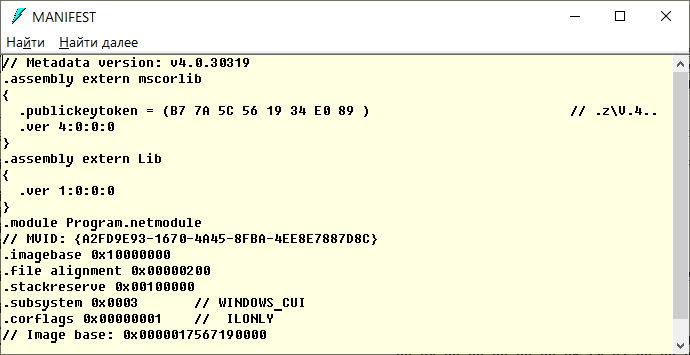 MANIFEST
Найти Найти далее
// Metadata version: v4.0.30319
.assembly extern mscorlib
{
  .publickeytoken = (B7 7A 5C 56 19 34 E0 89 )                         // .z\V.4..
  .ver 4:0:0:0
}
.assembly extern Lib
{
  .ver 1:0:0:0
}
.module Program.netmodule
// MVID: {A2FD9E93-1670-4A45-8FBA-4EE8E7887D8C}
.imagebase 0x10000000
.file alignment 0x00000200
.stackreserve 0x00100000
.subsystem 0x0003       // WINDOWS_CUI
.corflags 0x00000001    //  ILONLY
// Image base: 0x0000017567190000